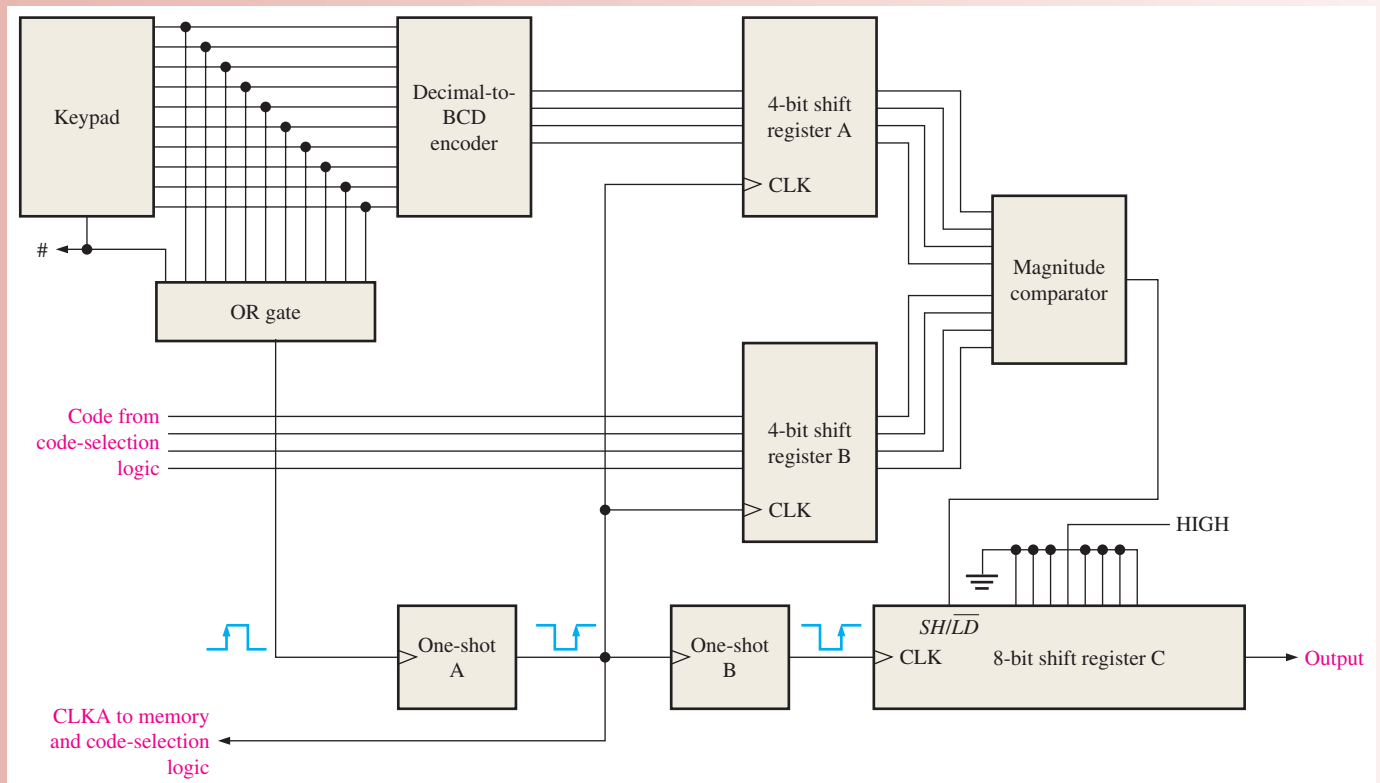 Keypad
Decimal-to-
BCD
encoder
4-bit shift
register A
CLK
#
OR gate
Magnitude
comparator
Code from
code-selection
logic
4-bit shift
register B
CLK
HIGH
One-shot
A
One-shot
B
SH/L̅D̅
CLK
8-bit shift register C
Output
CLKA to memory
and code-selection
logic